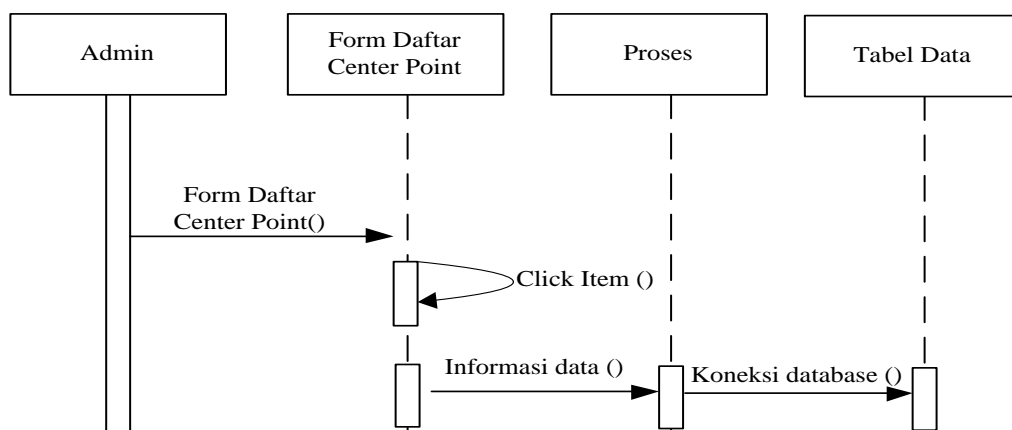 Admin
Form Daftar
Center Point
Proses
Tabel Data
Form Daftar
Center Point()
Click Item ()
Informasi data ()
Koneksi database ()